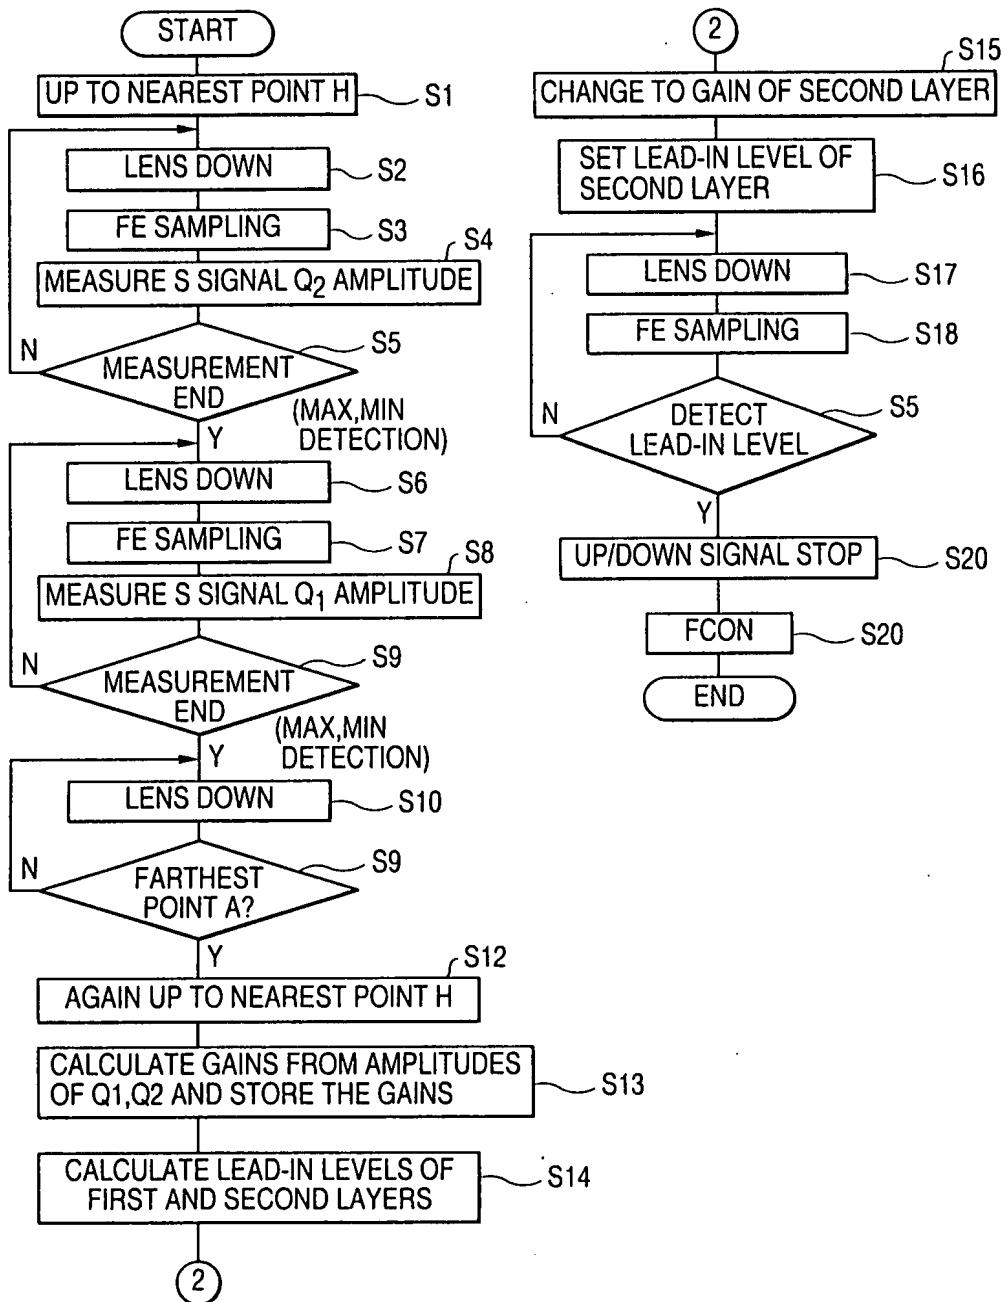 START
UP TO NEAREST POINT H
S1
LENS DOWN
S2
FE SAMPLING
S3
S4
MEASURE S SIGNAL Q2 AMPLITUDE
S5
N
MEASUREMENT
END
Y
(MAX,MIN
DETECTION)
LENS DOWN
S6
FE SAMPLING
S7
S8
MEASURE S SIGNAL Q1 AMPLITUDE
S9
N
MEASUREMENT
END
Y
(MAX,MIN
DETECTION)
LENS DOWN
S10
S9
N
FARTHEST
POINT A?
Y
S12
AGAIN UP TO NEAREST POINT H
CALCULATE GAINS FROM AMPLITUDES
OF Q1,Q2 AND STORE THE GAINS
S13
CALCULATE LEAD-IN LEVELS OF
FIRST AND SECOND LAYERS
S14
2
2
S15
CHANGE TO GAIN OF SECOND LAYER
SET LEAD-IN LEVEL OF
SECOND LAYER
S16
LENS DOWN
S17
FE SAMPLING
S18
S5
N
DETECT
LEAD-IN LEVEL
Y
UP/DOWN SIGNAL STOP
S20
FCON
S20
END